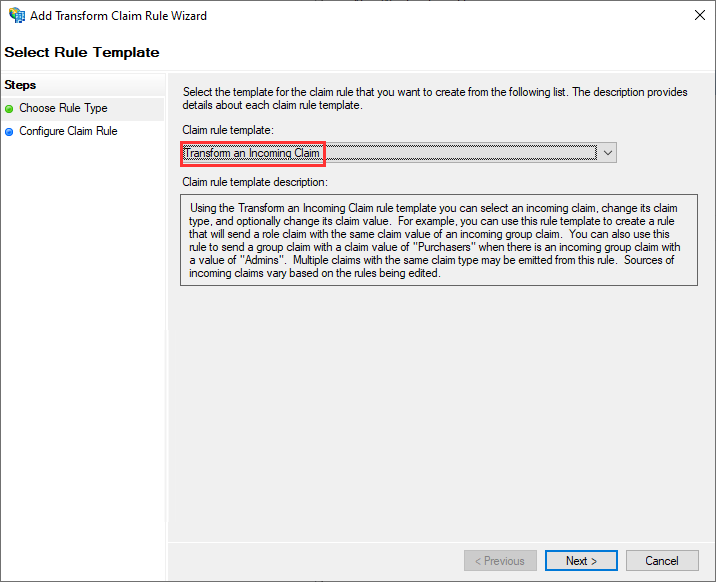 Add Transform Claim Rule Wizard
Select Rule Template
Steps
Choose Rule Type
Configure Claim Rule
Select the template for the claim rule that you want to create from the following list. The description provides
details about each claim rule template.
Claim rule template:
Transform an Incoming Claim
Claim rule template description:
Using the Transform an Incoming Claim rule template you can select an incoming claim, change its claim
type, and optionally change its claim value.  For example, you can use this rule template to create a rule
that will send a role claim with the same claim value of an incoming group claim.  You can also use this
rule to send a group claim with a claim value of "Purchasers" when there is an incoming group claim with
a value of "Admins".  Multiple claims with the same claim type may be emitted from this rule.  Sources of
incoming claims vary based on the rules being edited.
< Previous
Next >
Cancel